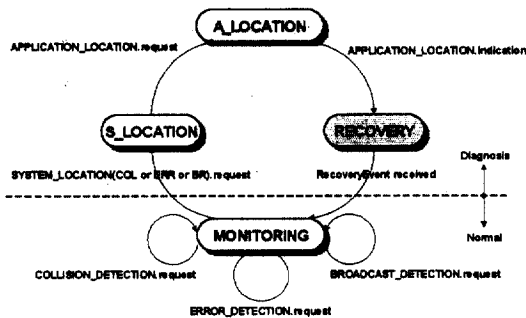 A_LOCATION
APPLICATION_LOCATION.request
APPLICATION_LOCATION.Indication
S_LOCATION
RECOVERY
Diagnosis
SYSTEM_LOCATION(COL or ERR or BR).request
RecoveryEvent received
MONITORING
Normal
COLLISION_DETECTION.request
BROADCAST_DETECTION.request
ERROR_DETECTION.request